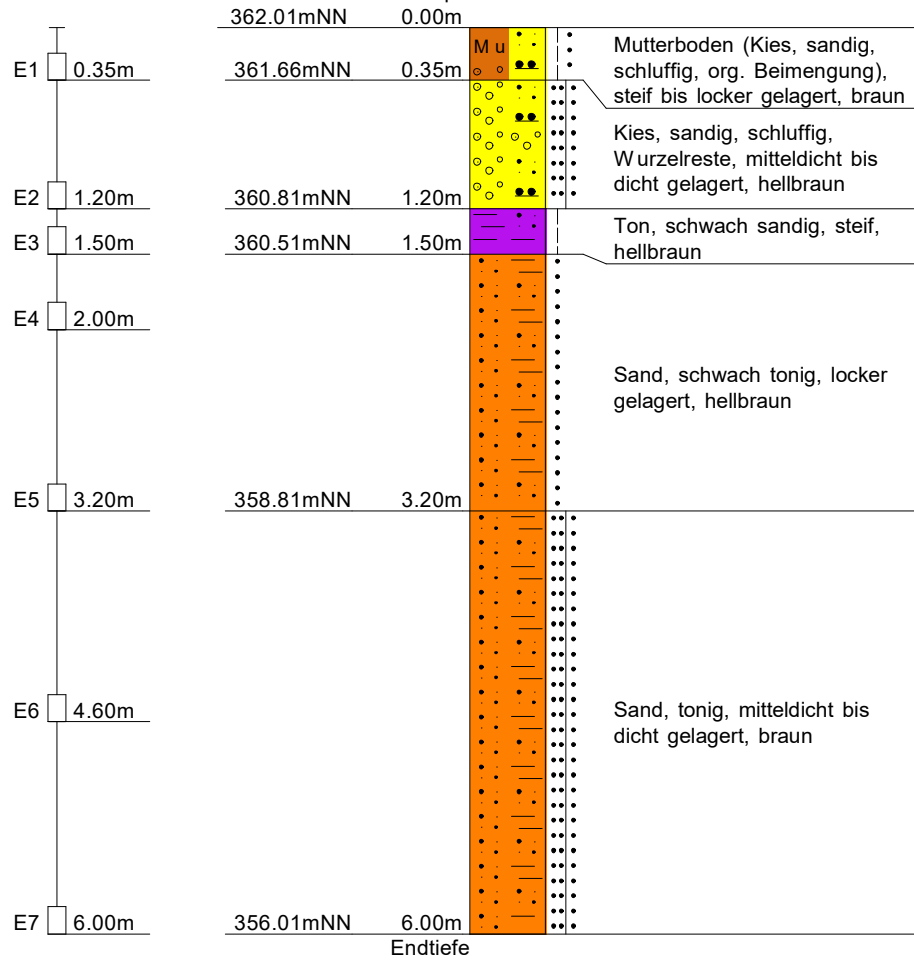 362.01mNN 0.00m
Mu
Mutterboden (Kies, sandig,
schluffig, org. Beimengung),
steif bis locker gelagert, braun
E1 0.35m 361.66mNN 0.35m
Kies, sandig, schluffig,
Wurzelreste, mitteldicht bis
dicht gelagert, hellbraun
E2 1.20m 360.81mNN 1.20m
Ton, schwach sandig, steif,
hellbraun
E3 1.50m 360.51mNN 1.50m
E4 2.00m
Sand, schwach tonig, locker
gelagert, hellbraun
E5 3.20m 358.81mNN 3.20m
E6 4.60m
Sand, tonig, mitteldicht bis
dicht gelagert, braun
E7 6.00m 356.01mNN 6.00m
Endtiefe